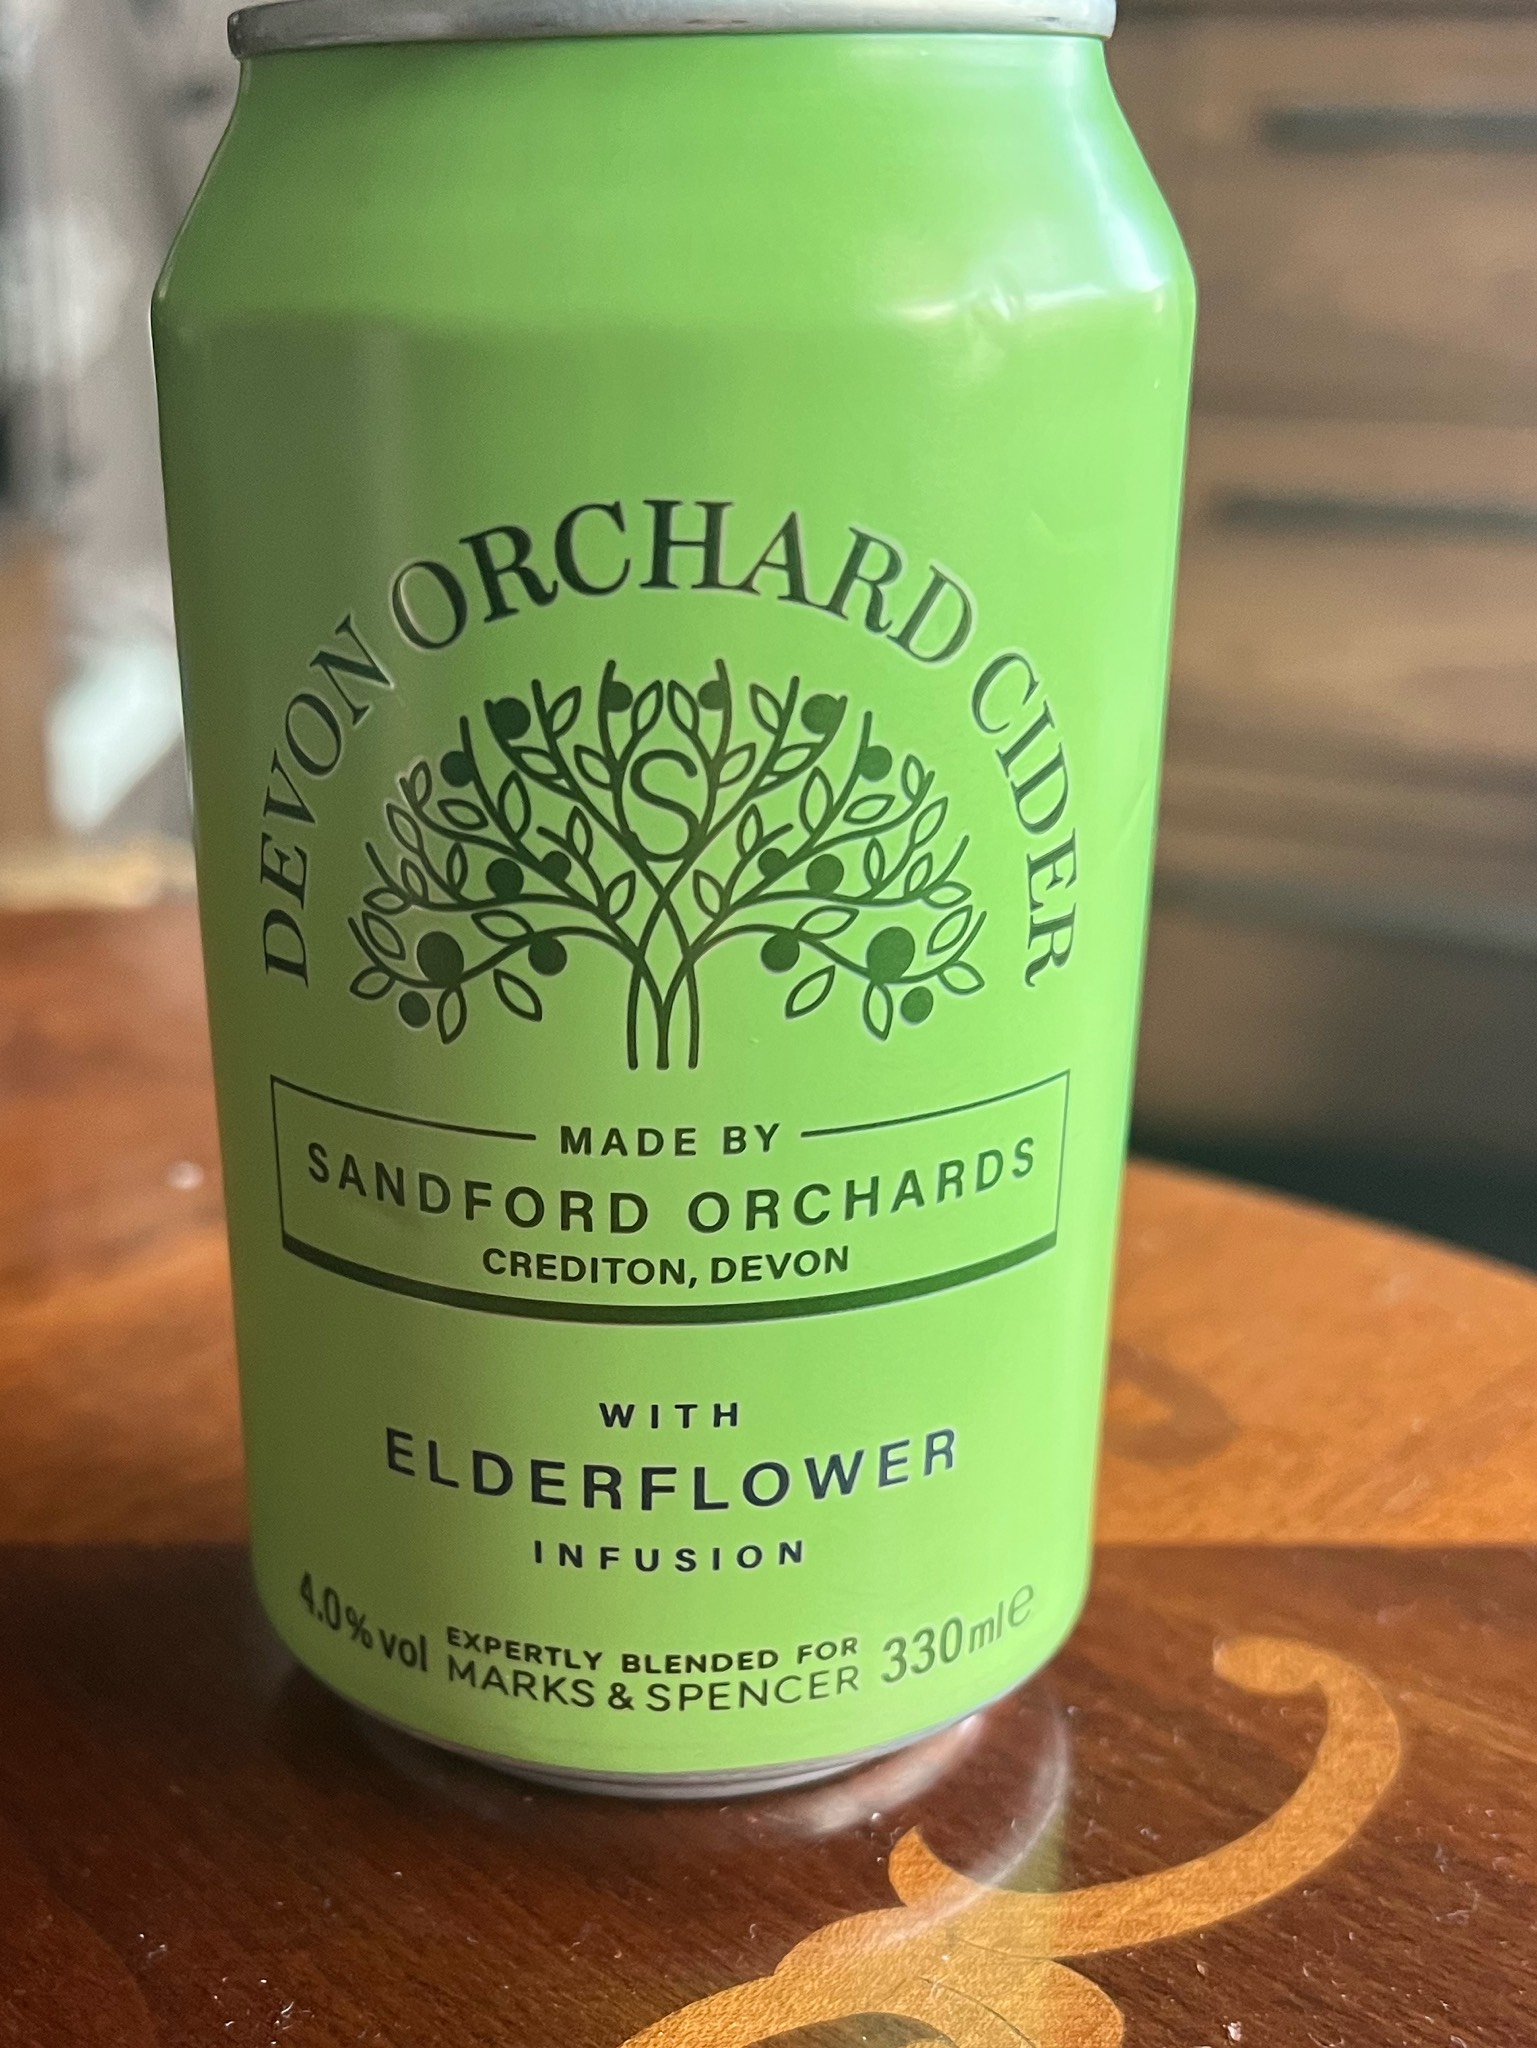 DEVON ORCHARD CIDER
S
MADE BY
SANDFORD ORCHARDS
CREDITON, DEVON
WITH
ELDERFLOWER
INFUSION
4.0% vol EXPERTLY BLENDED FOR 330ml℮
MARKS & SPENCER